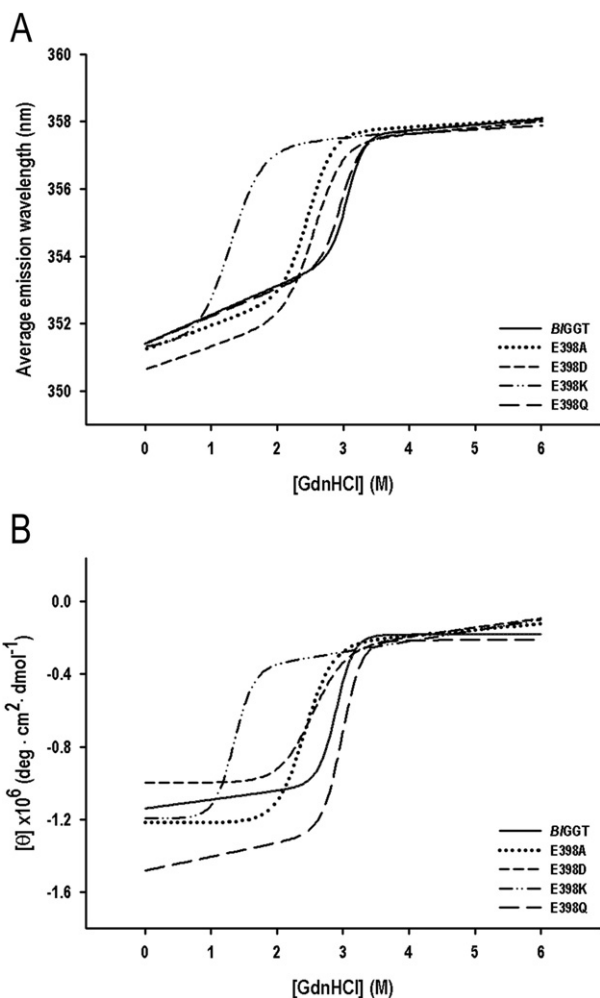 A
360
358
356
354
352
350
Average emission wavelength (nm)
BlGGT
E398A
E398D
E398K
E398Q
0 1 2 3 4 5 6
[GdnHCl] (M)
B
0.0
-0.4
-0.8
-1.2
-1.6
[θ] x10⁶ (deg · cm²· dmol⁻¹)
BlGGT
E398A
E398D
E398K
E398Q
0 1 2 3 4 5 6
[GdnHCl] (M)